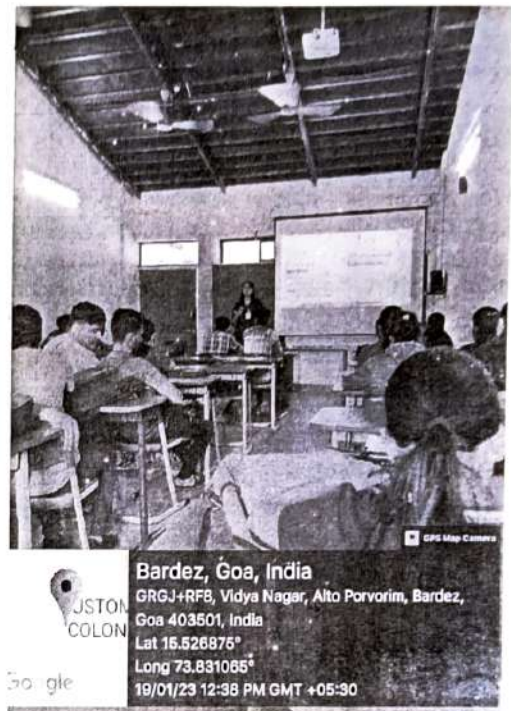 GPS Map Camera
Bardez, Goa, India
GRGJ+RF8, Vidya Nagar, Alto Porvorim, Bardez,
Goa 403501, India
Lat 15.526875°
Long 73.831065°
19/01/23 12:38 PM GMT +05:30
USTOM
COLON
Google